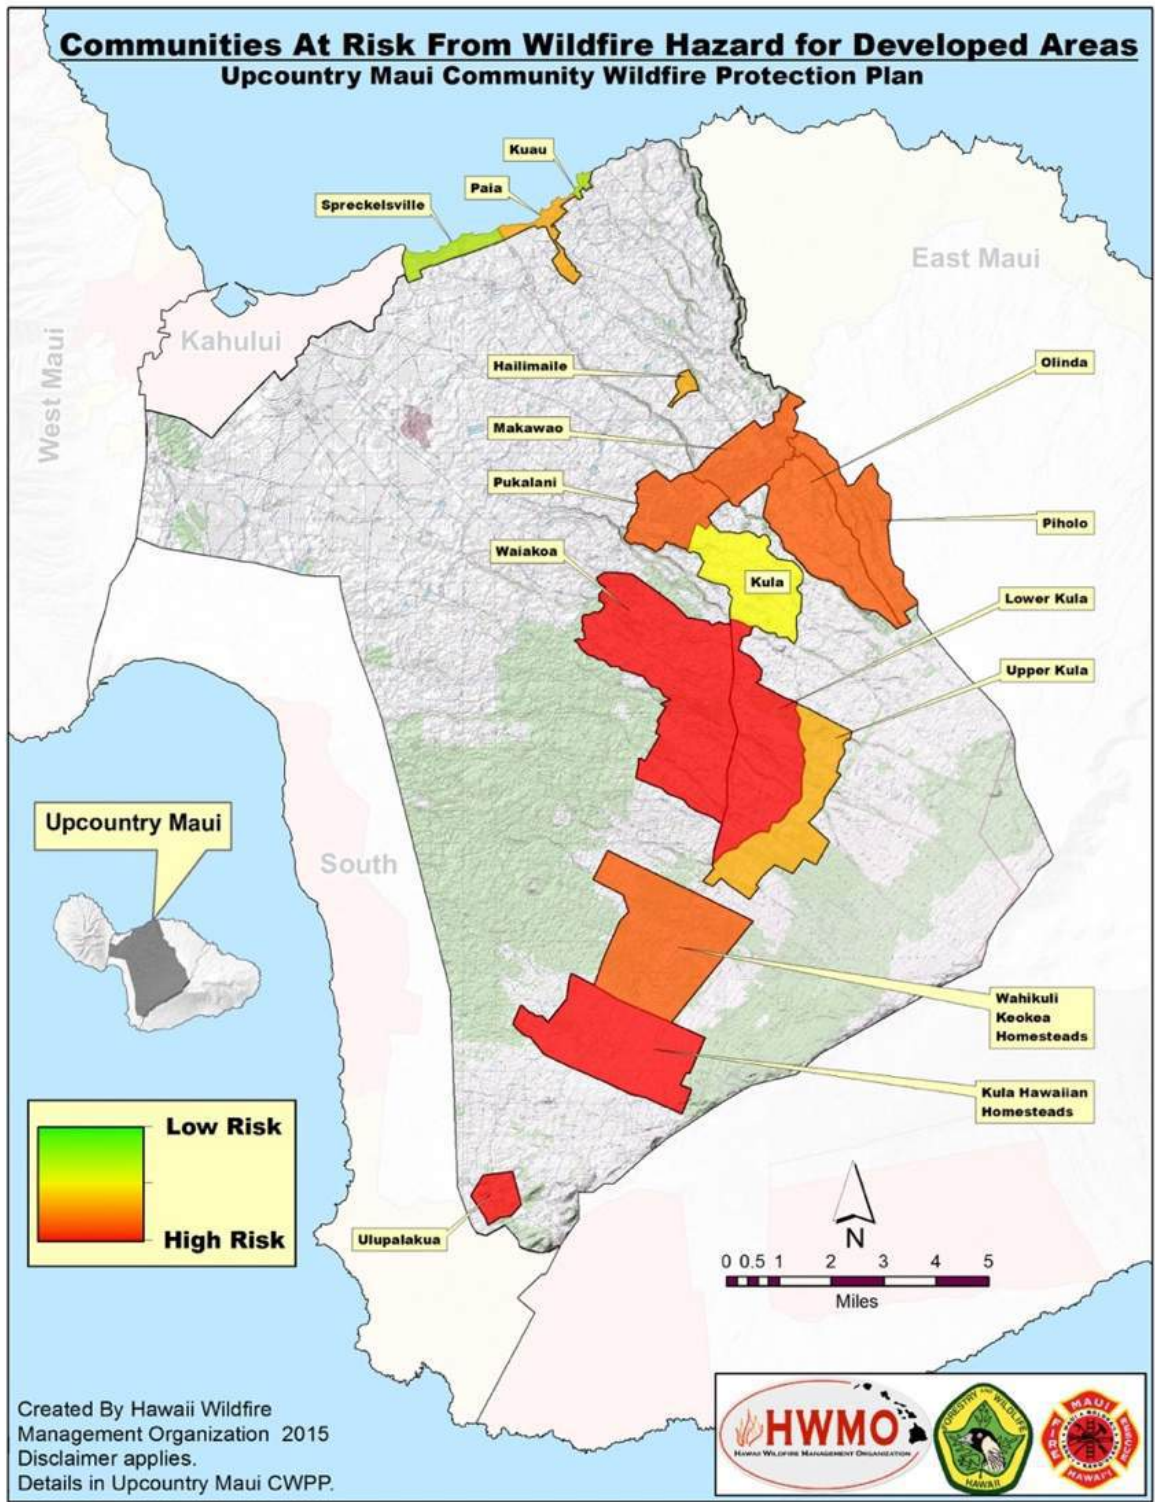 Communities At Risk From Wildfire Hazard for Developed Areas
Upcountry Maui Community Wildfire Protection Plan
Kuau
Paia
Spreckelsville
East Maui
Kahului
West Maui
Hailimaile
Olinda
Makawao
Pukalani
Piholo
Waiakoa
Kula
Lower Kula
Upper Kula
Upcountry Maui
South
Wahikuli
Keokea
Homesteads
Kula Hawaiian
Homesteads
Low Risk
High Risk
Ulupalakua
N
0 0.5 1 2 3 4 5
Miles
Created By Hawaii Wildfire
Management Organization 2015
Disclaimer applies.
Details in Upcountry Maui CWPP.
HWMO
HAWAII WILDFIRE MANAGEMENT ORGANIZATION
FORESTRY AND WILDLIFE
HAWAII
MAUI
FIRE
HAWAI'I